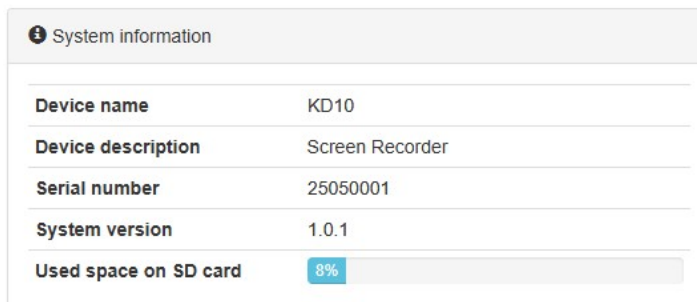 System information
Device name KD10
Device description Screen Recorder
Serial number 25050001
System version 1.0.1
Used space on SD card 8%